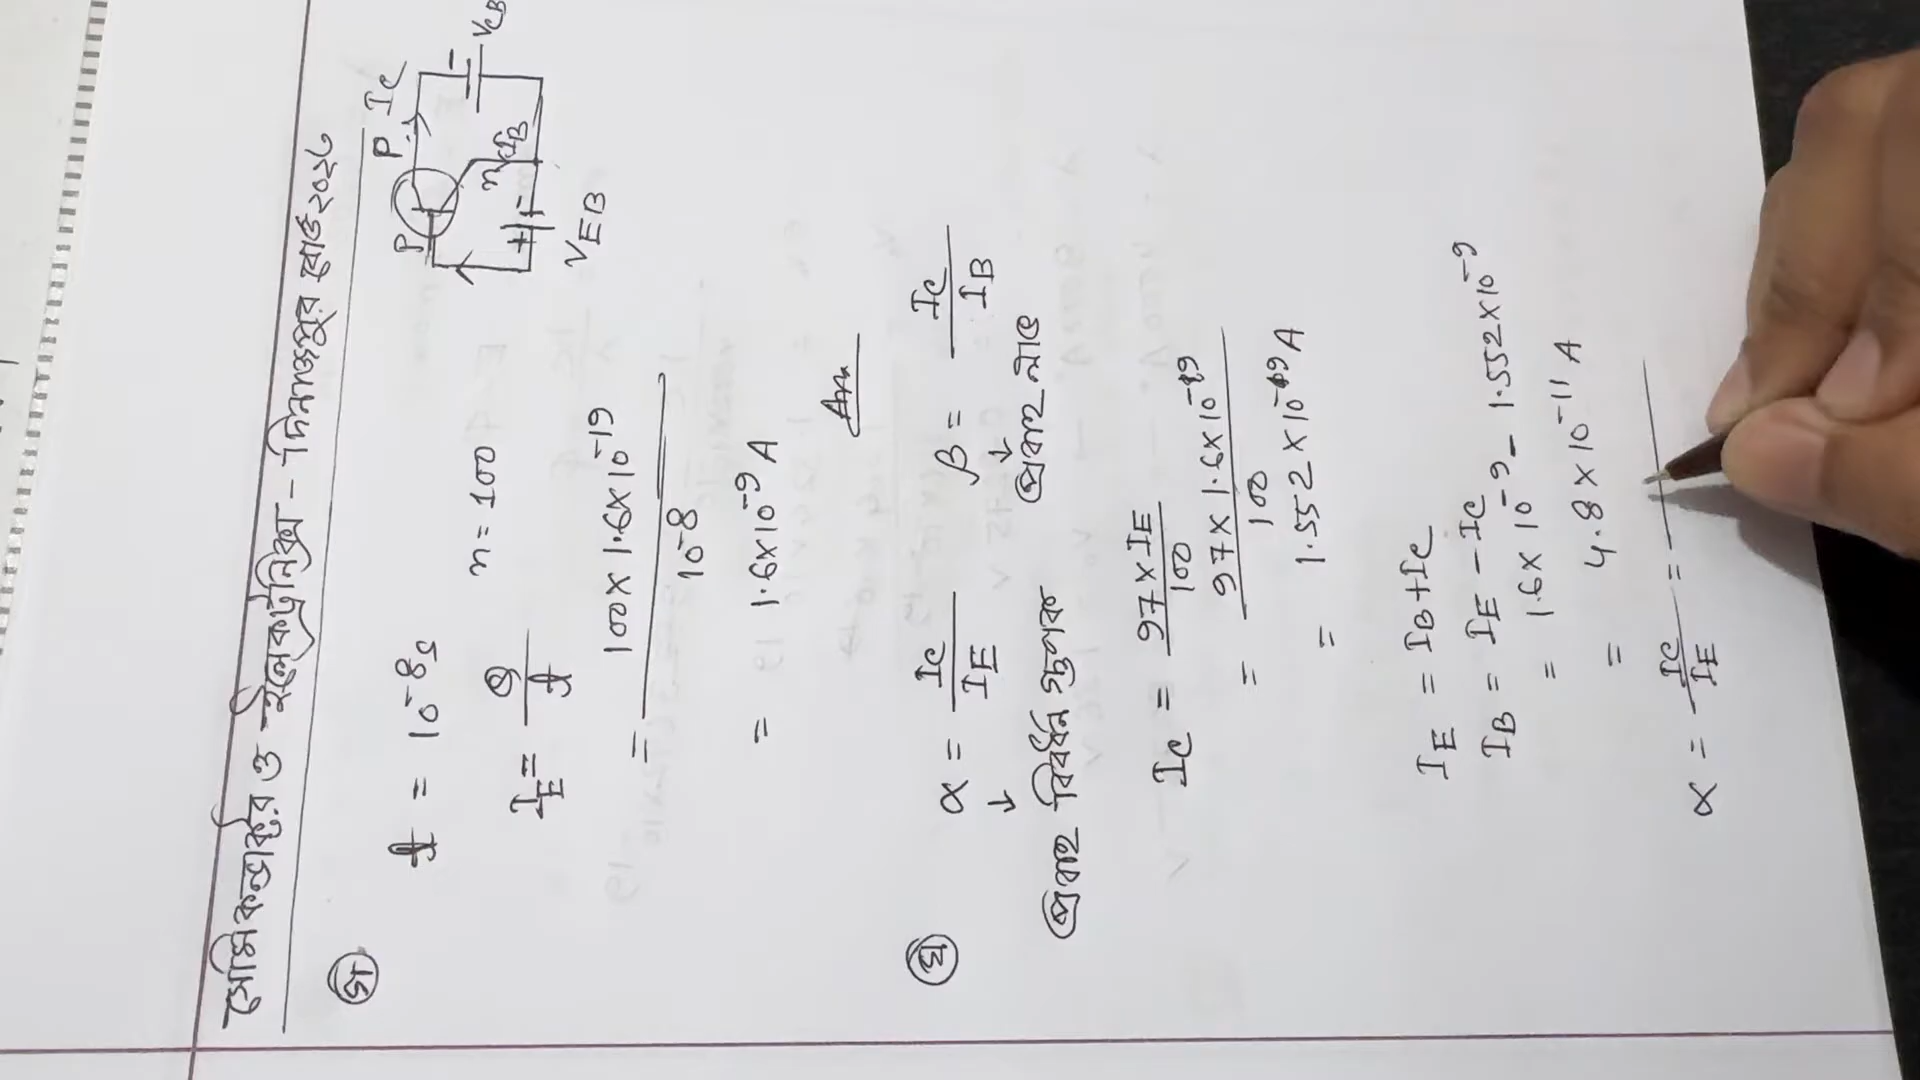 সেমিকন্ডাক্টর ও ইলেকট্রনিক্স - দিনাজপুর বোর্ড ২০২১
গ
t = 10⁻⁸ s n = 100
P P I_C
n I_B
V_CB
+ −
V_EB
I_E = Q/t
= (100 × 1.6 × 10⁻¹⁹)/10⁻⁸
= 1.6 × 10⁻⁹ A
Ans
ঘ
α = I_C/I_E β = I_C/I_B
↓ ↓
প্রবাহ বিবর্ধন গুণাঙ্ক প্রবাহ লাভ
I_C = (97 × I_E)/100
= (97 × 1.6 × 10⁻⁹)/100
= 1.552 × 10⁻⁹ A
I_E = I_B + I_C
I_B = I_E − I_C
= 1.6 × 10⁻⁹ − 1.552 × 10⁻⁹
= 4.8 × 10⁻¹¹ A
α = I_C/I_E =